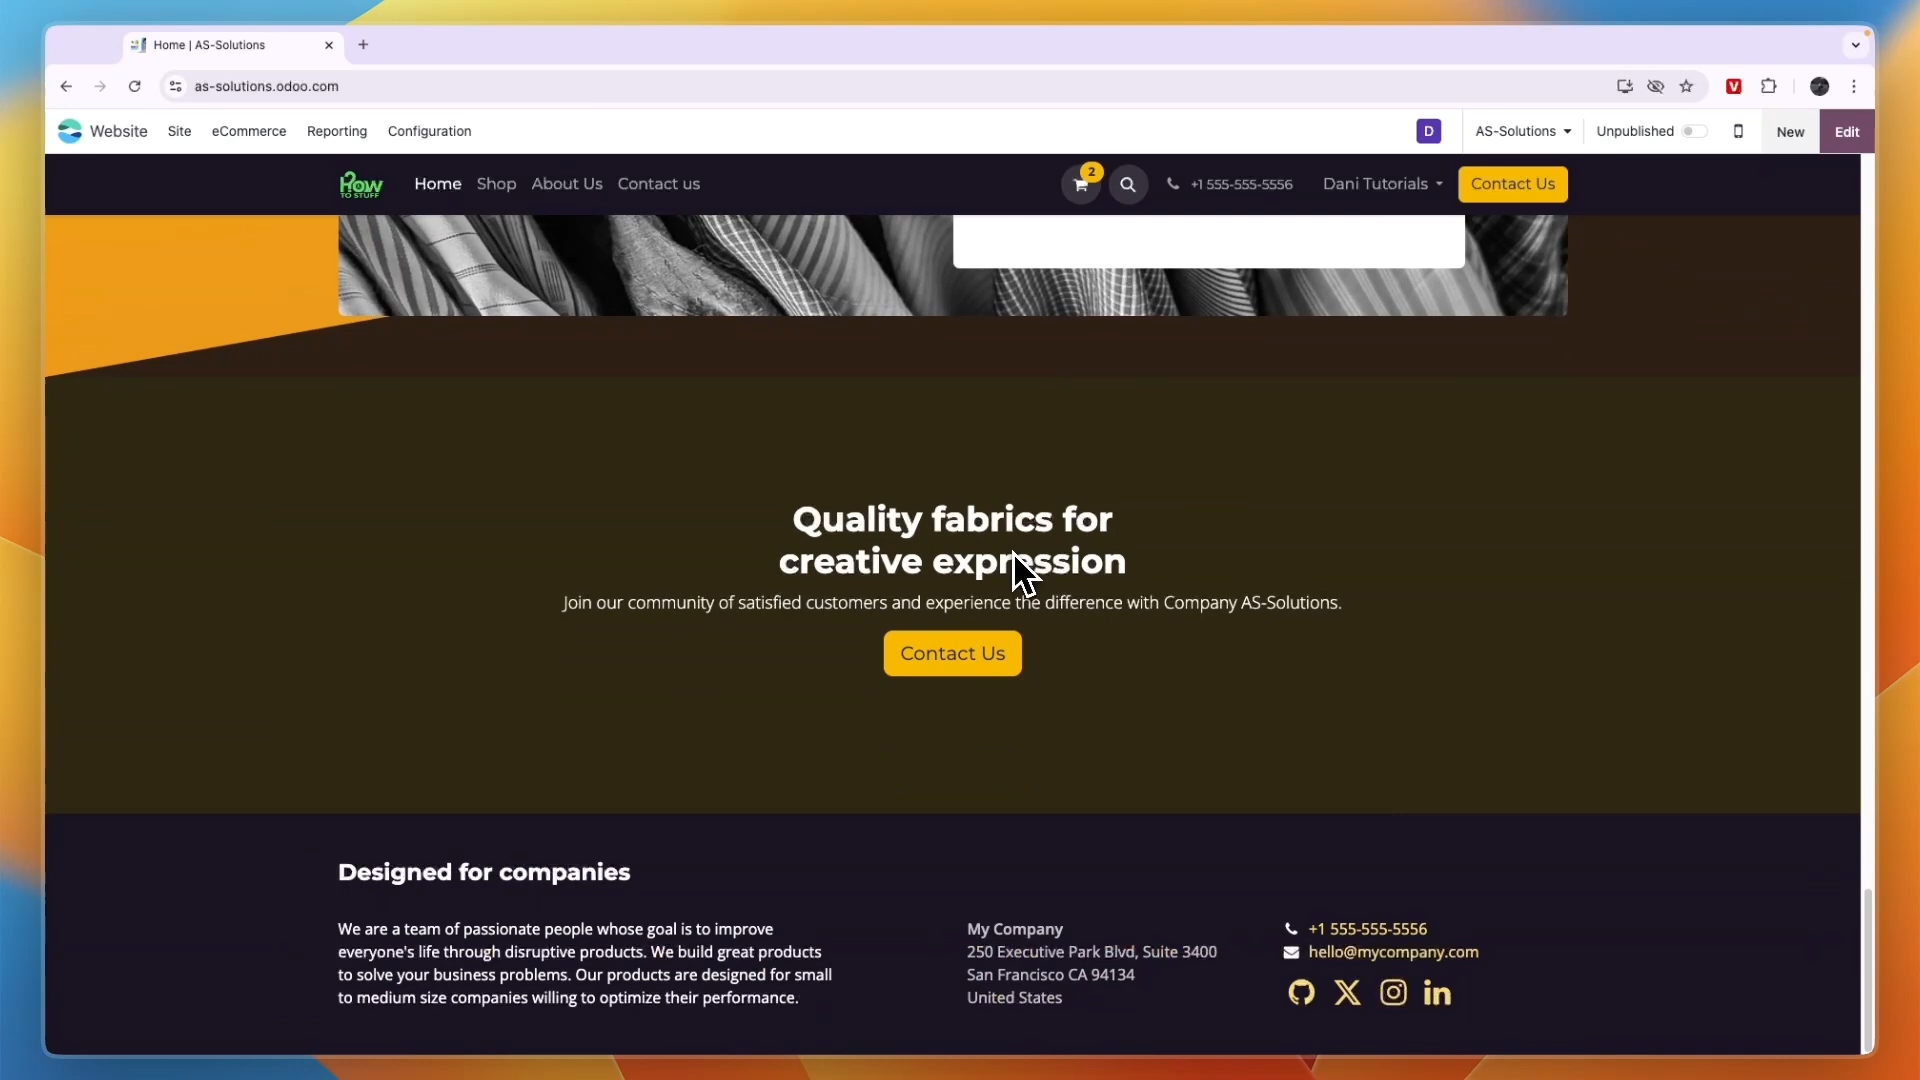 Home | AS-Solutions
as-solutions.odoo.com
V
Website Site eCommerce Reporting Configuration
D AS-Solutions Unpublished New Edit
HOW
TO STUFF
Home Shop About Us Contact us
2
+1 555-555-5556 Dani Tutorials Contact Us
Quality fabrics for
creative expression
Join our community of satisfied customers and experience the difference with Company AS-Solutions.
Contact Us
Designed for companies
We are a team of passionate people whose goal is to improve
everyone's life through disruptive products. We build great products
to solve your business problems. Our products are designed for small
to medium size companies willing to optimize their performance.
My Company
250 Executive Park Blvd, Suite 3400
San Francisco CA 94134
United States
+1 555-555-5556
hello@mycompany.com